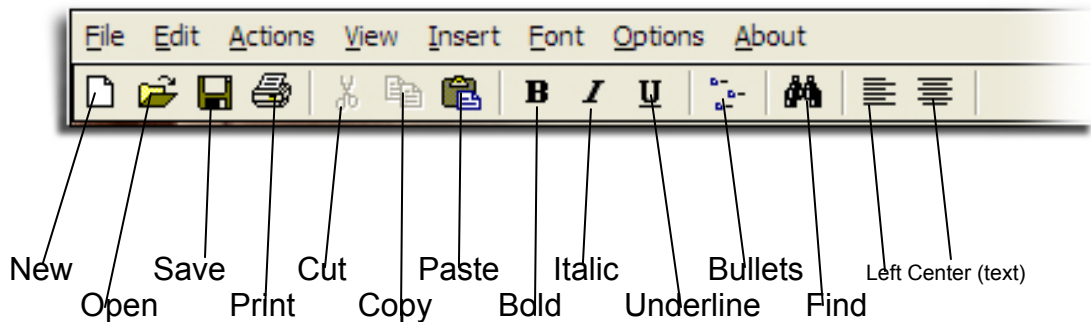 File Edit Actions View Insert Font Options About
B I U
New Save Cut Paste Italic Bullets Left Center (text)
Open Print Copy Bold Underline Find